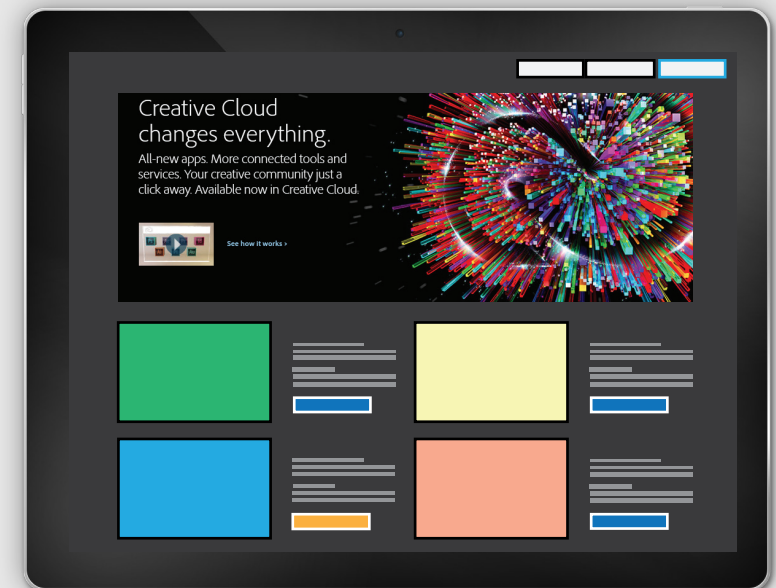 Creative Cloud
changes everything.
All-new apps. More connected tools and
services. Your creative community just a
click away. Available now in Creative Cloud.
See how it works ›